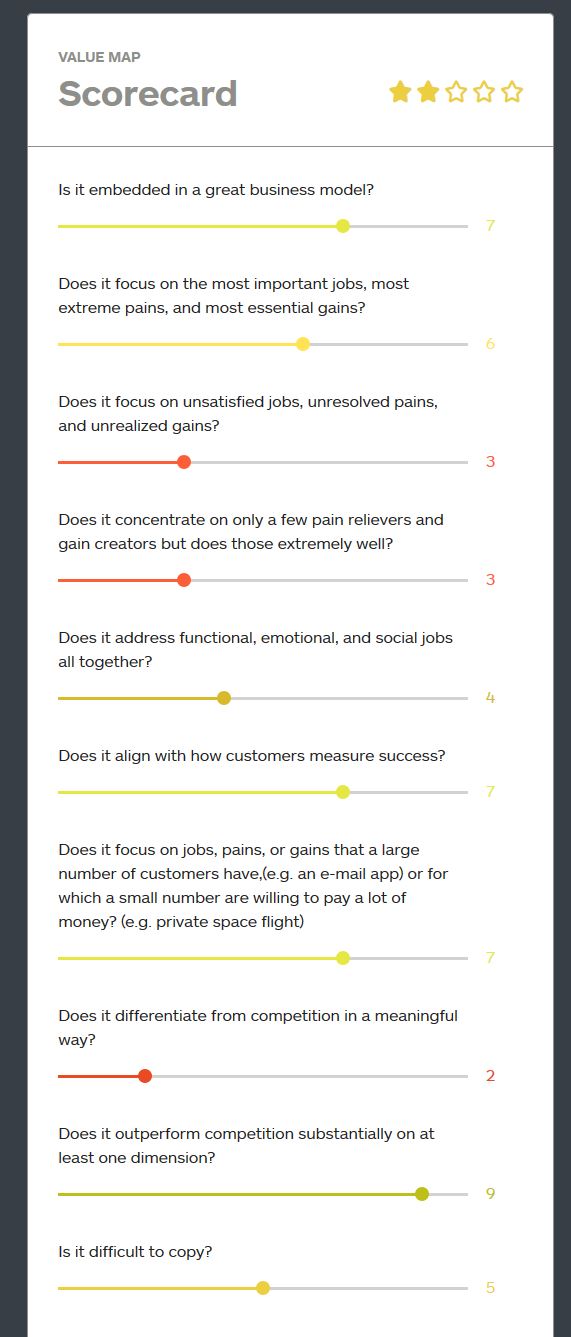 VALUE MAP
Scorecard
Is it embedded in a great business model?
7
Does it focus on the most important jobs, most
extreme pains, and most essential gains?
6
Does it focus on unsatisfied jobs, unresolved pains,
and unrealized gains?
3
Does it concentrate on only a few pain relievers and
gain creators but does those extremely well?
3
Does it address functional, emotional, and social jobs
all together?
4
Does it align with how customers measure success?
7
Does it focus on jobs, pains, or gains that a large
number of customers have,(e.g. an e-mail app) or for
which a small number are willing to pay a lot of
money? (e.g. private space flight)
7
Does it differentiate from competition in a meaningful
way?
2
Does it outperform competition substantially on at
least one dimension?
9
Is it difficult to copy?
5